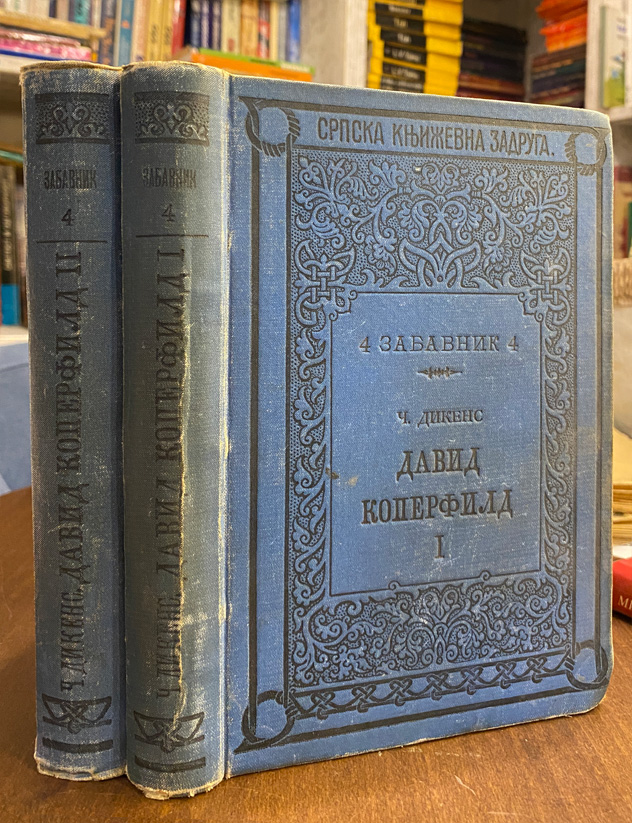 СРПСКА КЊИЖЕВНА ЗАДРУГА.
4 ЗАБАВНИК 4
Ч. ДИКЕНС
ДАВИД
КОПЕРФИЛД
I
ЗАБАВНИК
4
Ч. ДИКЕНС, ДАВИД КОПЕРФИЛД I
ЗАБАВНИК
4
Ч. ДИКЕНС, ДАВИД КОПЕРФИЛД II